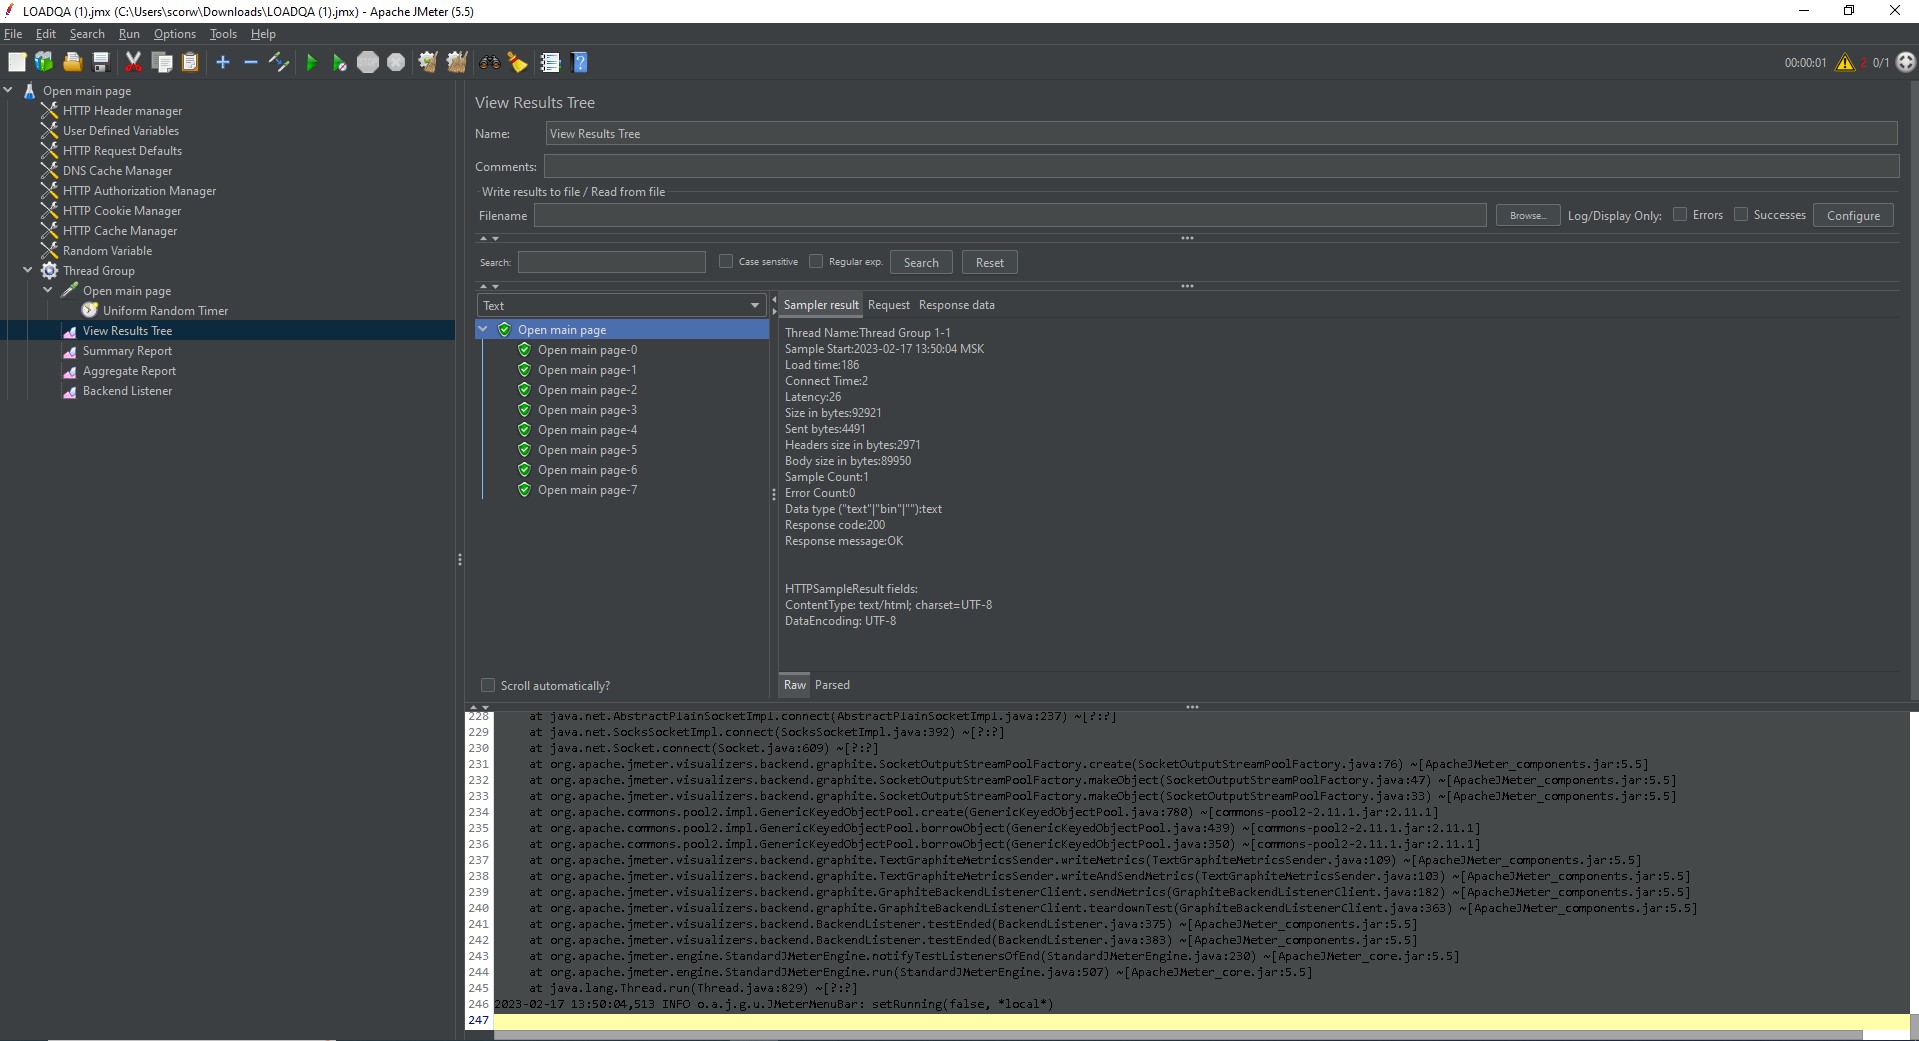 LOADQA (1).jmx (C:\Users\scorw\Downloads\LOADQA (1).jmx) - Apache JMeter (5.5)
File Edit Search Run Options Tools Help
00:00:01 2 0/1
Open main page
HTTP Header manager
User Defined Variables
HTTP Request Defaults
DNS Cache Manager
HTTP Authorization Manager
HTTP Cookie Manager
HTTP Cache Manager
Random Variable
Thread Group
Open main page
Uniform Random Timer
View Results Tree
Summary Report
Aggregate Report
Backend Listener
View Results Tree
Name: View Results Tree
Comments:
Write results to file / Read from file
Filename Browse... Log/Display Only: Errors Successes Configure
Search: Case sensitive Regular exp. Search Reset
Text
Open main page
Open main page-0
Open main page-1
Open main page-2
Open main page-3
Open main page-4
Open main page-5
Open main page-6
Open main page-7
Scroll automatically?
Sampler result Request Response data
Thread Name:Thread Group 1-1
Sample Start:2023-02-17 13:50:04 MSK
Load time:186
Connect Time:2
Latency:26
Size in bytes:92921
Sent bytes:4491
Headers size in bytes:2971
Body size in bytes:89950
Sample Count:1
Error Count:0
Data type ("text"|"bin"|""):text
Response code:200
Response message:OK
HTTPSampleResult fields:
ContentType: text/html; charset=UTF-8
DataEncoding: UTF-8
Raw Parsed
228 at java.net.AbstractPlainSocketImpl.connect(AbstractPlainSocketImpl.java:237) ~[?:?]
229 at java.net.SocksSocketImpl.connect(SocksSocketImpl.java:392) ~[?:?]
230 at java.net.Socket.connect(Socket.java:609) ~[?:?]
231 at org.apache.jmeter.visualizers.backend.graphite.SocketOutputStreamPoolFactory.create(SocketOutputStreamPoolFactory.java:76) ~[ApacheJMeter_components.jar:5.5]
232 at org.apache.jmeter.visualizers.backend.graphite.SocketOutputStreamPoolFactory.makeObject(SocketOutputStreamPoolFactory.java:47) ~[ApacheJMeter_components.jar:5.5]
233 at org.apache.jmeter.visualizers.backend.graphite.SocketOutputStreamPoolFactory.makeObject(SocketOutputStreamPoolFactory.java:33) ~[ApacheJMeter_components.jar:5.5]
234 at org.apache.commons.pool2.impl.GenericKeyedObjectPool.create(GenericKeyedObjectPool.java:780) ~[commons-pool2-2.11.1.jar:2.11.1]
235 at org.apache.commons.pool2.impl.GenericKeyedObjectPool.borrowObject(GenericKeyedObjectPool.java:439) ~[commons-pool2-2.11.1.jar:2.11.1]
236 at org.apache.commons.pool2.impl.GenericKeyedObjectPool.borrowObject(GenericKeyedObjectPool.java:350) ~[commons-pool2-2.11.1.jar:2.11.1]
237 at org.apache.jmeter.visualizers.backend.graphite.TextGraphiteMetricsSender.writeMetrics(TextGraphiteMetricsSender.java:109) ~[ApacheJMeter_components.jar:5.5]
238 at org.apache.jmeter.visualizers.backend.graphite.TextGraphiteMetricsSender.writeAndSendMetrics(TextGraphiteMetricsSender.java:103) ~[ApacheJMeter_components.jar:5.5]
239 at org.apache.jmeter.visualizers.backend.graphite.GraphiteBackendListenerClient.sendMetrics(GraphiteBackendListenerClient.java:182) ~[ApacheJMeter_components.jar:5.5]
240 at org.apache.jmeter.visualizers.backend.graphite.GraphiteBackendListenerClient.teardownTest(GraphiteBackendListenerClient.java:363) ~[ApacheJMeter_components.jar:5.5]
241 at org.apache.jmeter.visualizers.backend.BackendListener.testEnded(BackendListener.java:375) ~[ApacheJMeter_components.jar:5.5]
242 at org.apache.jmeter.visualizers.backend.BackendListener.testEnded(BackendListener.java:383) ~[ApacheJMeter_components.jar:5.5]
243 at org.apache.jmeter.engine.StandardJMeterEngine.notifyTestListenersOfEnd(StandardJMeterEngine.java:230) ~[ApacheJMeter_core.jar:5.5]
244 at org.apache.jmeter.engine.StandardJMeterEngine.run(StandardJMeterEngine.java:507) ~[ApacheJMeter_core.jar:5.5]
245 at java.lang.Thread.run(Thread.java:829) ~[?:?]
246 2023-02-17 13:50:04,513 INFO o.a.j.g.u.JMeterMenuBar: setRunning(false, *local*)
247